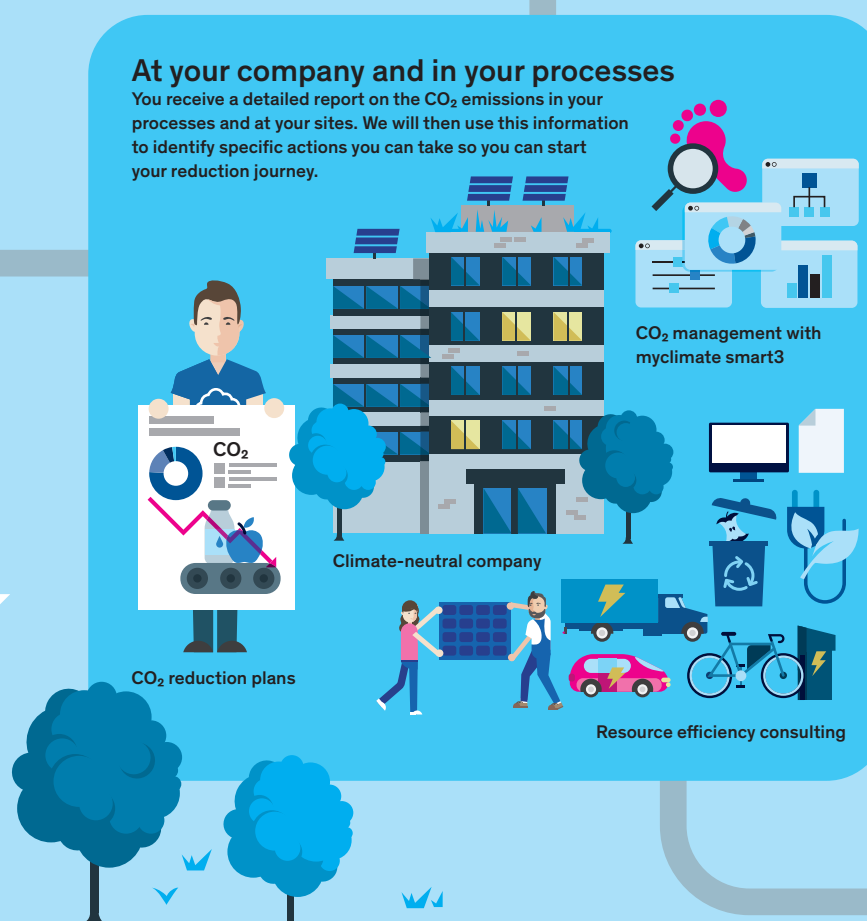 At your company and in your processes
You receive a detailed report on the CO₂ emissions in your
processes and at your sites. We will then use this information
to identify specific actions you can take so you can start
your reduction journey.
CO₂ management with
myclimate smart3
CO₂
Climate-neutral company
CO₂ reduction plans
Resource efficiency consulting